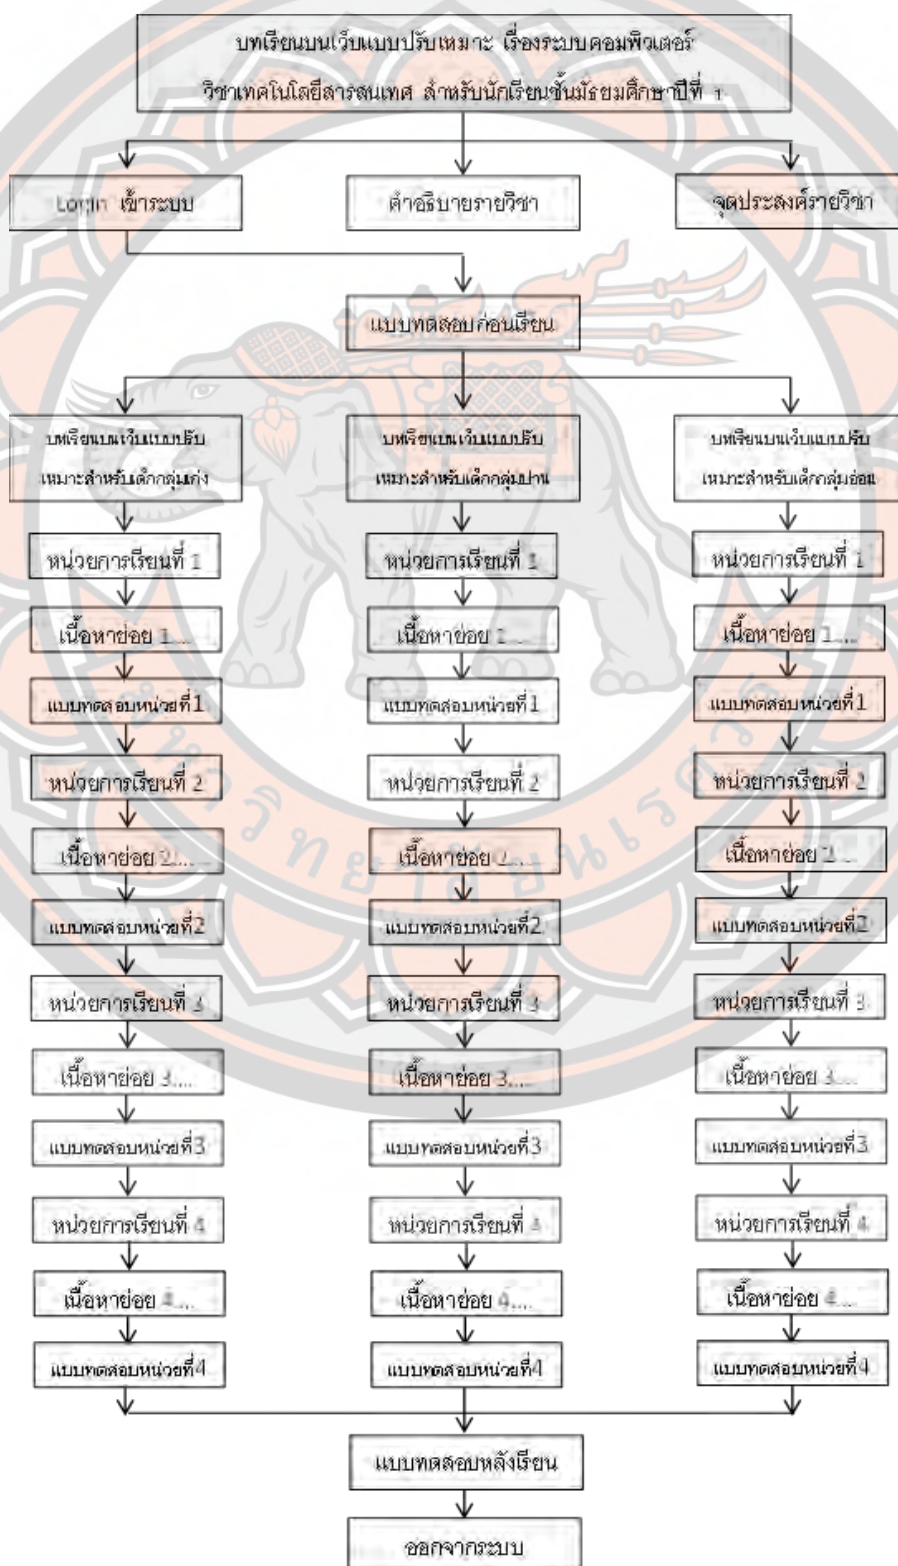 บทเรียนบนเว็บแบบปรับเหมาะ เรื่องระบบคอมพิวเตอร์
วิชาเทคโนโลยีสารสนเทศ สำหรับนักเรียนชั้นมัธยมศึกษาปีที่ 1
Login เข้าระบบ
คำอธิบายรายวิชา
จุดประสงค์รายวิชา
แบบทดสอบก่อนเรียน
บทเรียนบนเว็บแบบปรับ
เหมาะสำหรับเด็กกลุ่มเก่ง
บทเรียนบนเว็บแบบปรับ
เหมาะสำหรับเด็กกลุ่มปาน
บทเรียนบนเว็บแบบปรับ
เหมาะสำหรับเด็กกลุ่มอ่อน
หน่วยการเรียนที่ 1
หน่วยการเรียนที่ 1
หน่วยการเรียนที่ 1
เนื้อหาย่อย 1....
เนื้อหาย่อย 1....
เนื้อหาย่อย 1....
แบบทดสอบหน่วยที่1
แบบทดสอบหน่วยที่1
แบบทดสอบหน่วยที่1
หน่วยการเรียนที่ 2
หน่วยการเรียนที่ 2
หน่วยการเรียนที่ 2
เนื้อหาย่อย 2....
เนื้อหาย่อย 2....
เนื้อหาย่อย 2....
แบบทดสอบหน่วยที่2
แบบทดสอบหน่วยที่2
แบบทดสอบหน่วยที่2
หน่วยการเรียนที่ 3
หน่วยการเรียนที่ 3
หน่วยการเรียนที่ 3
เนื้อหาย่อย 3....
เนื้อหาย่อย 3....
เนื้อหาย่อย 3....
แบบทดสอบหน่วยที่3
แบบทดสอบหน่วยที่3
แบบทดสอบหน่วยที่3
หน่วยการเรียนที่ 4
หน่วยการเรียนที่ 4
หน่วยการเรียนที่ 4
เนื้อหาย่อย 4....
เนื้อหาย่อย 4....
เนื้อหาย่อย 4....
แบบทดสอบหน่วยที่4
แบบทดสอบหน่วยที่4
แบบทดสอบหน่วยที่4
แบบทดสอบหลังเรียน
ออกจากระบบ
มหาวิทยาลัยนเรศวร